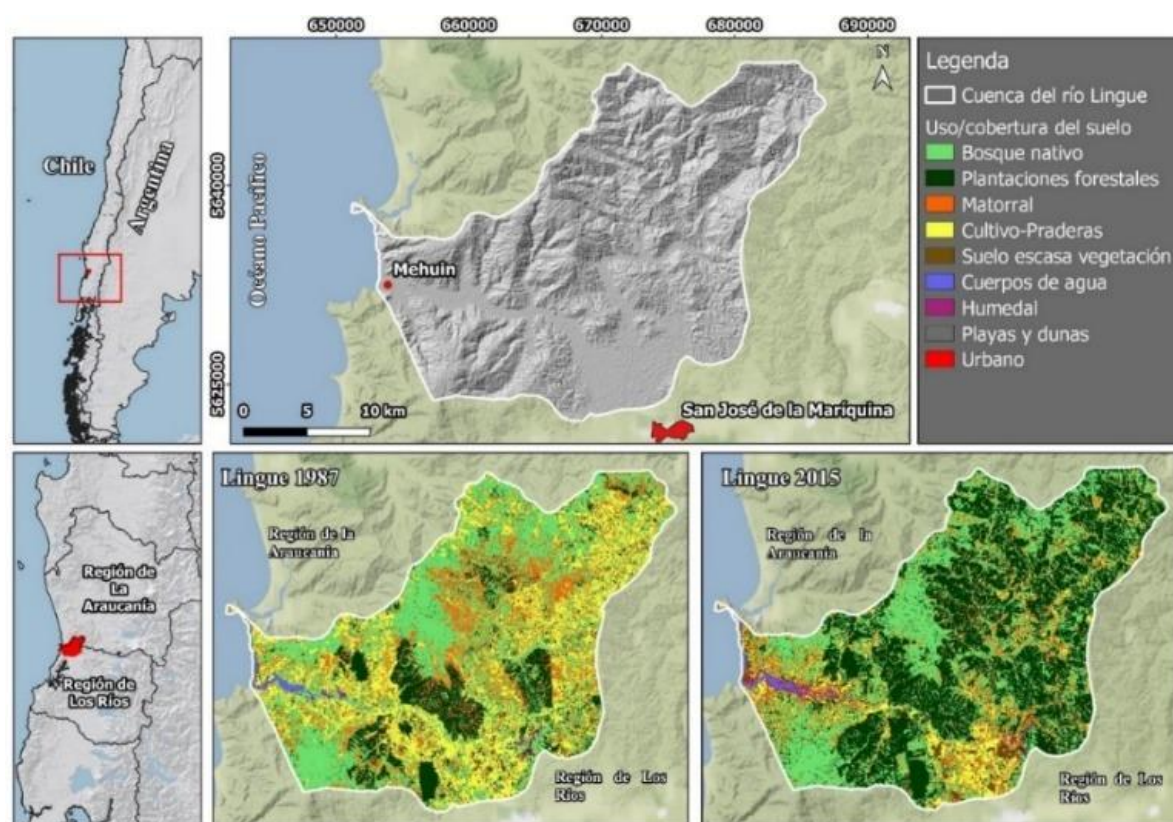 650000
660000
670000
680000
690000
Chile
Argentina
Océano Pacífico
5640000
5625000
Mehuin
N
0
5
10 km
San José de la Maríquina
Legenda
Cuenca del río Lingue
Uso/cobertura del suelo
Bosque nativo
Plantaciones forestales
Matorral
Cultivo-Praderas
Suelo escasa vegetación
Cuerpos de agua
Humedal
Playas y dunas
Urbano
Región de
La
Araucanía
Región de
Los Ríos
Lingue 1987
Región de la
Araucanía
Región de Los
Ríos
Lingue 2015
Región de la
Araucanía
Región de Los
Ríos